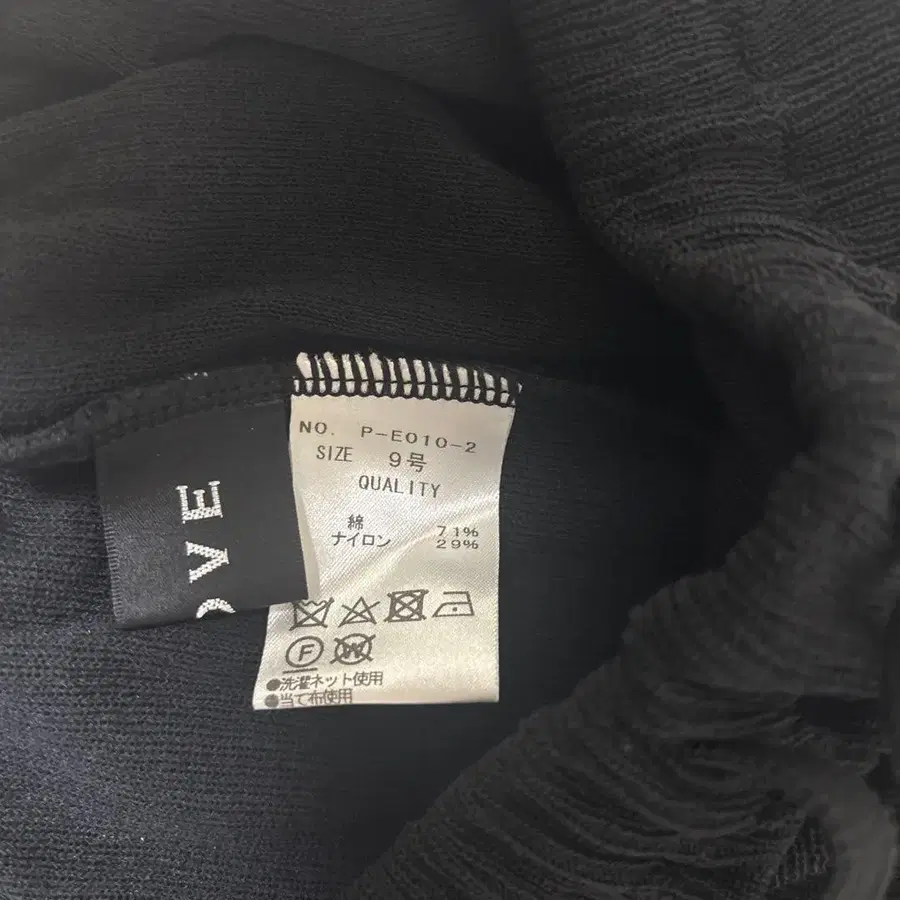 VE
NO. P-E010-2
SIZE 9号
QUALITY
綿 71%
ナイロン 29%
F
W
●洗濯ネット使用
●当て布使用